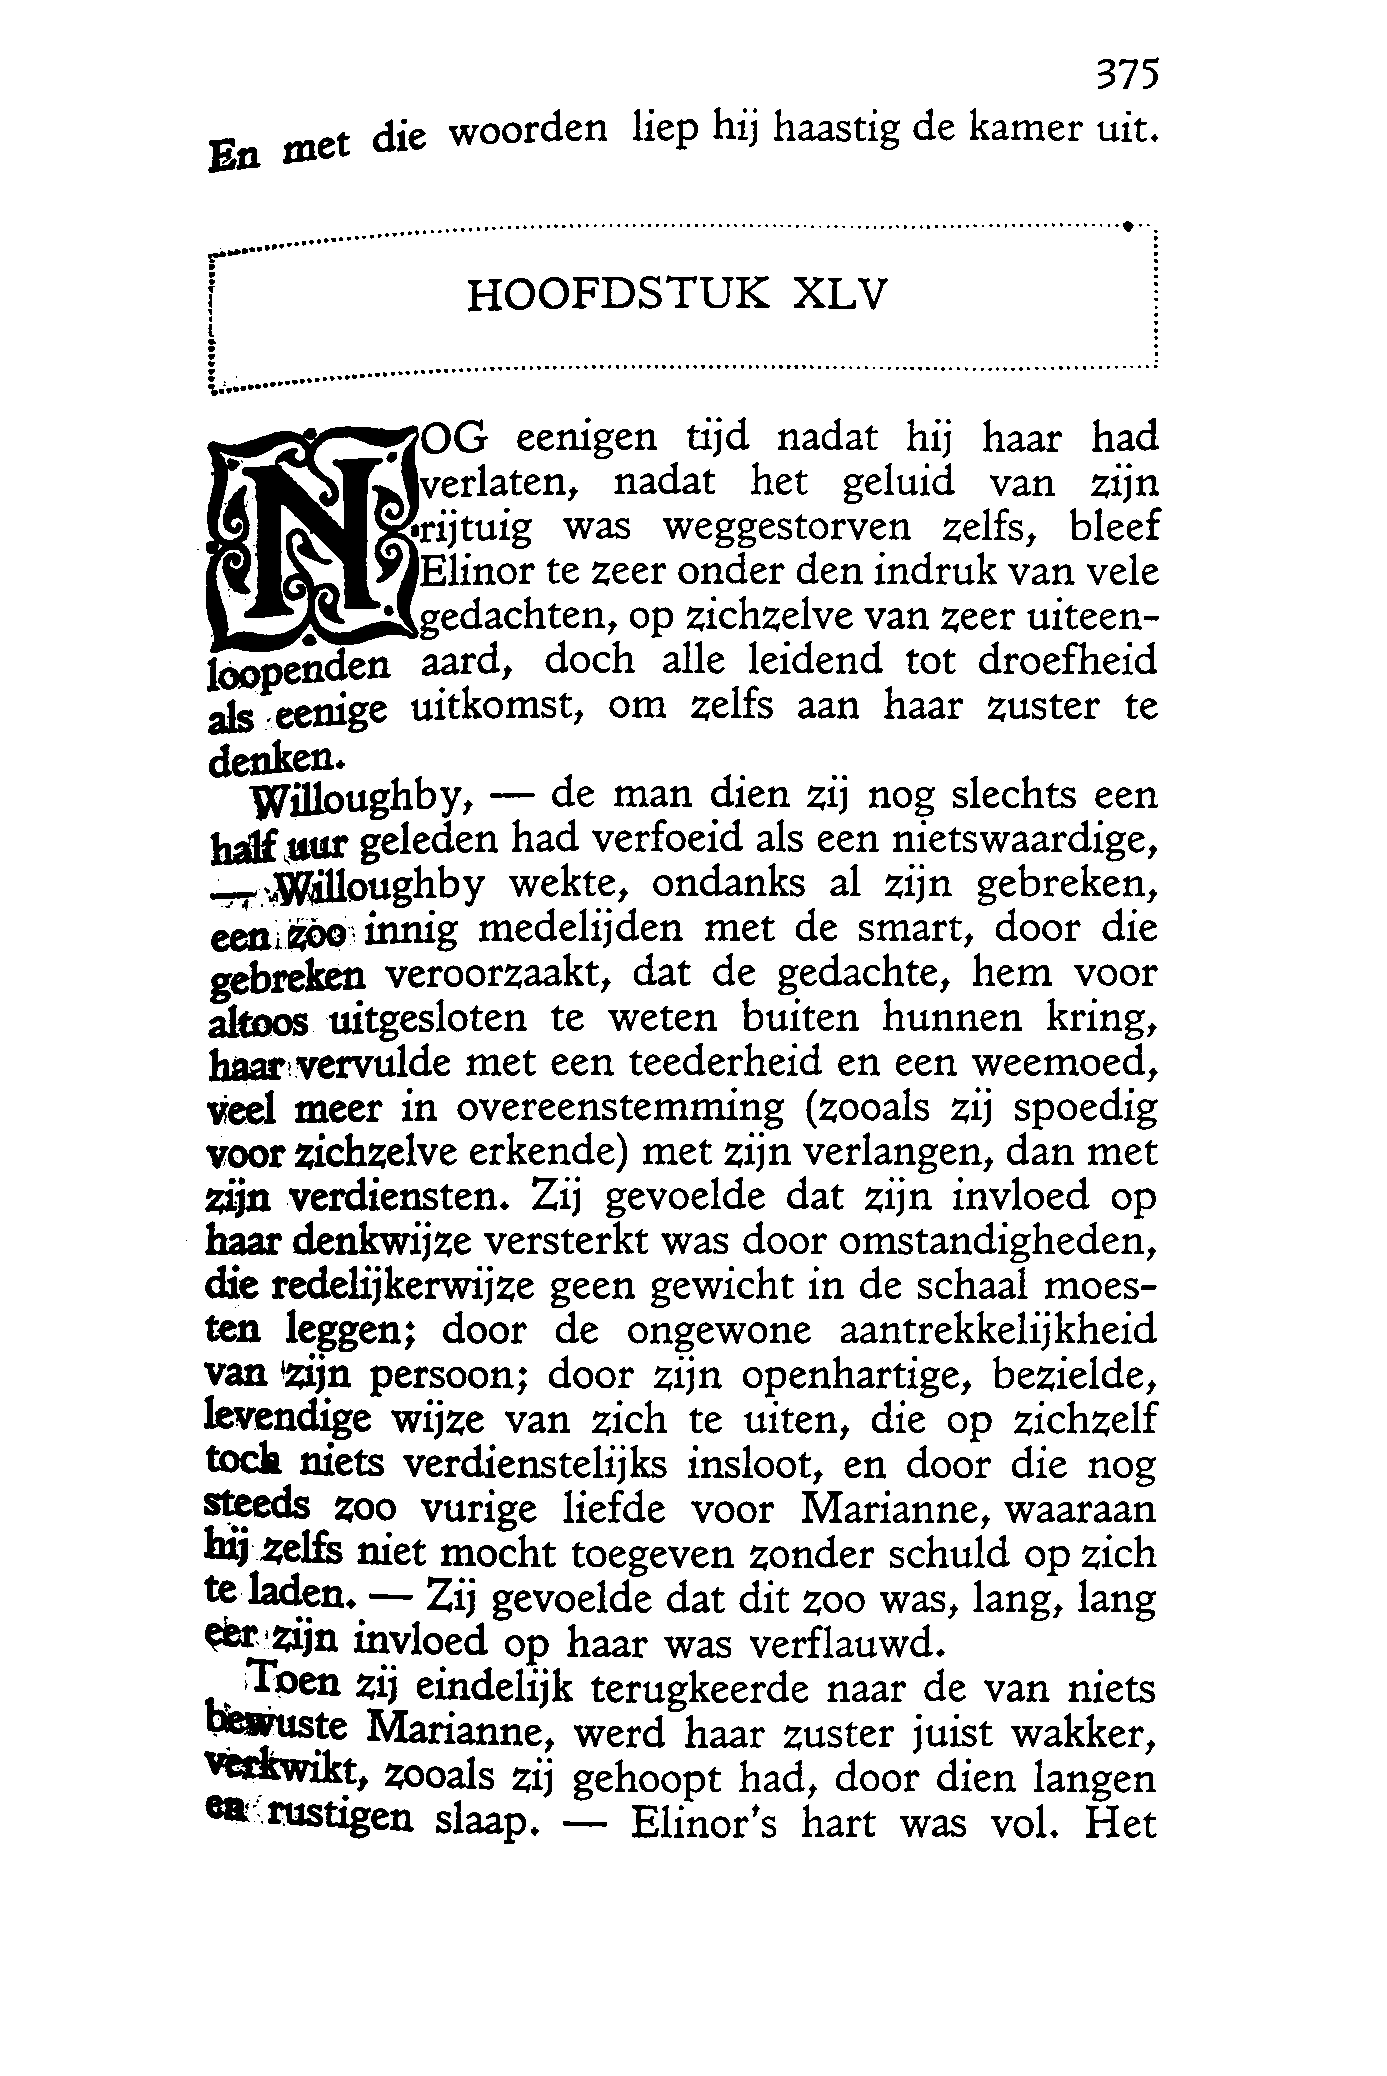 375
En met die woorden liep hij haastig de kamer uit.
HOOFDSTUK XLV
NOG eenigen tijd nadat hij haar had
verlaten, nadat het geluid van zijn
rijtuig was weggestorven zelfs, bleef
Elinor te zeer onder den indruk van vele
gedachten, op zichzelve van zeer uiteen-
loopenden aard, doch alle leidend tot droefheid
als eenige uitkomst, om zelfs aan haar zuster te
denken.
Willoughby, — de man dien zij nog slechts een
half uur geleden had verfoeid als een nietswaardige,
— Willoughby wekte, ondanks al zijn gebreken,
een zoo innig medelijden met de smart, door die
gebreken veroorzaakt, dat de gedachte, hem voor
altoos uitgesloten te weten buiten hunnen kring,
haar vervulde met een teederheid en een weemoed,
veel meer in overeenstemming (zooals zij spoedig
voor zichzelve erkende) met zijn verlangen, dan met
zijn verdiensten. Zij gevoelde dat zijn invloed op
haar denkwijze versterkt was door omstandigheden,
die redelijkerwijze geen gewicht in de schaal moes-
ten leggen; door de ongewone aantrekkelijkheid
van zijn persoon; door zijn openhartige, bezielde,
levendige wijze van zich te uiten, die op zichzelf
toch niets verdienstelijks insloot, en door die nog
steeds zoo vurige liefde voor Marianne, waaraan
hij zelfs niet mocht toegeven zonder schuld op zich
te laden. — Zij gevoelde dat dit zoo was, lang, lang
eer zijn invloed op haar was verflauwd.
Toen zij eindelijk terugkeerde naar de van niets
bewuste Marianne, werd haar zuster juist wakker,
verkwikt, zooals zij gehoopt had, door dien langen
en rustigen slaap. — Elinor's hart was vol. Het